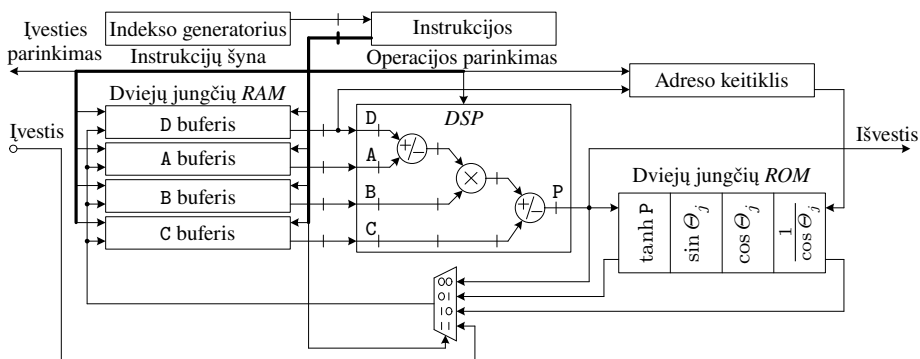 Įvesties
parinkimas
Indekso generatorius
Instrukcijos
Instrukcijų šyna
Operacijos parinkimas
Adreso keitiklis
Dviejų jungčių RAM
D buferis
A buferis
B buferis
C buferis
Įvestis
DSP
D
A
B
C
+/−
×
+/−
P
Išvestis
Dviejų jungčių ROM
tanh P
sin Θj
cos Θj
1/cos Θj
00
01
10
11